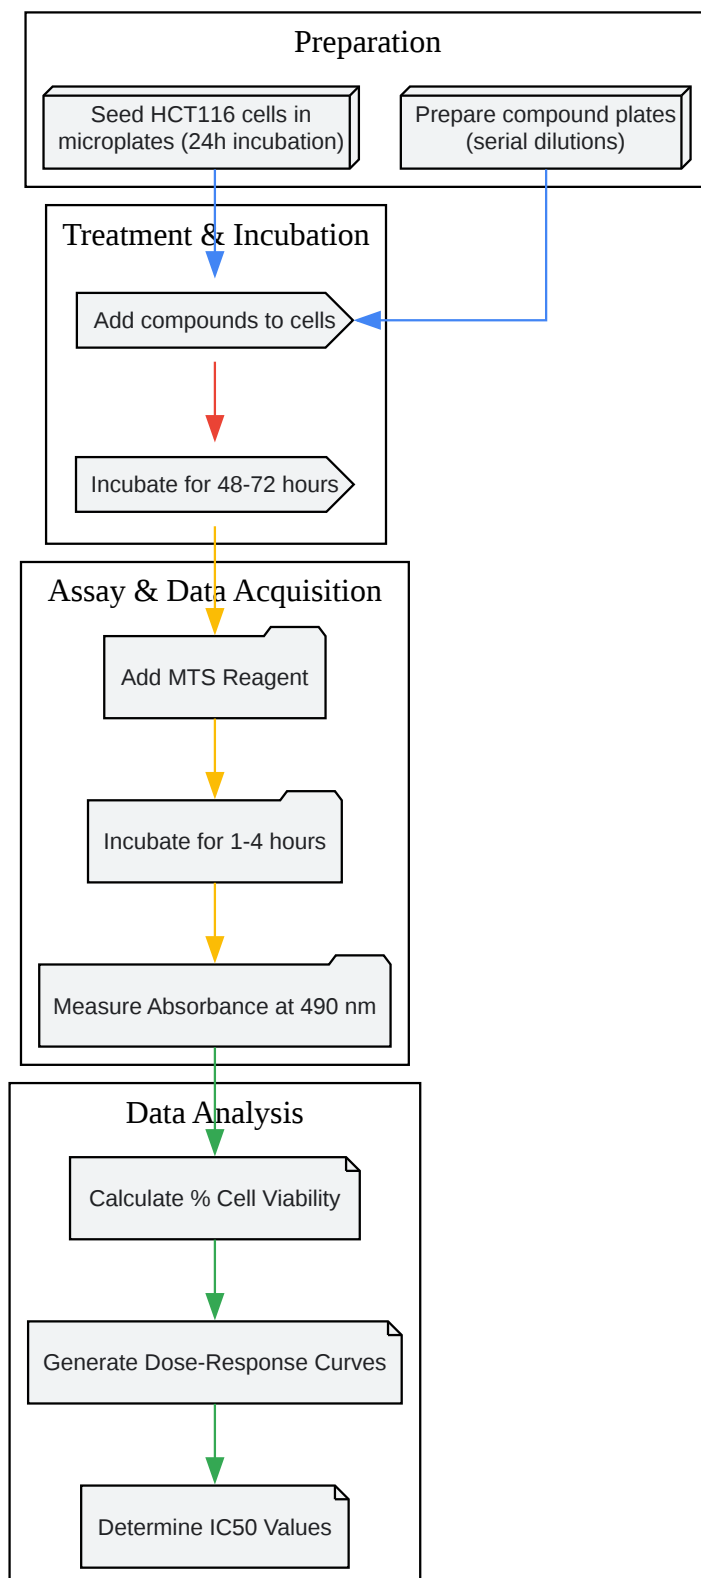 Preparation
Seed HCT116 cells in
microplates (24h incubation)
Prepare compound plates
(serial dilutions)
Treatment & Incubation
Add compounds to cells
Incubate for 48-72 hours
Assay & Data Acquisition
Add MTS Reagent
Incubate for 1-4 hours
Measure Absorbance at 490 nm
Data Analysis
Calculate % Cell Viability
Generate Dose-Response Curves
Determine IC50 Values